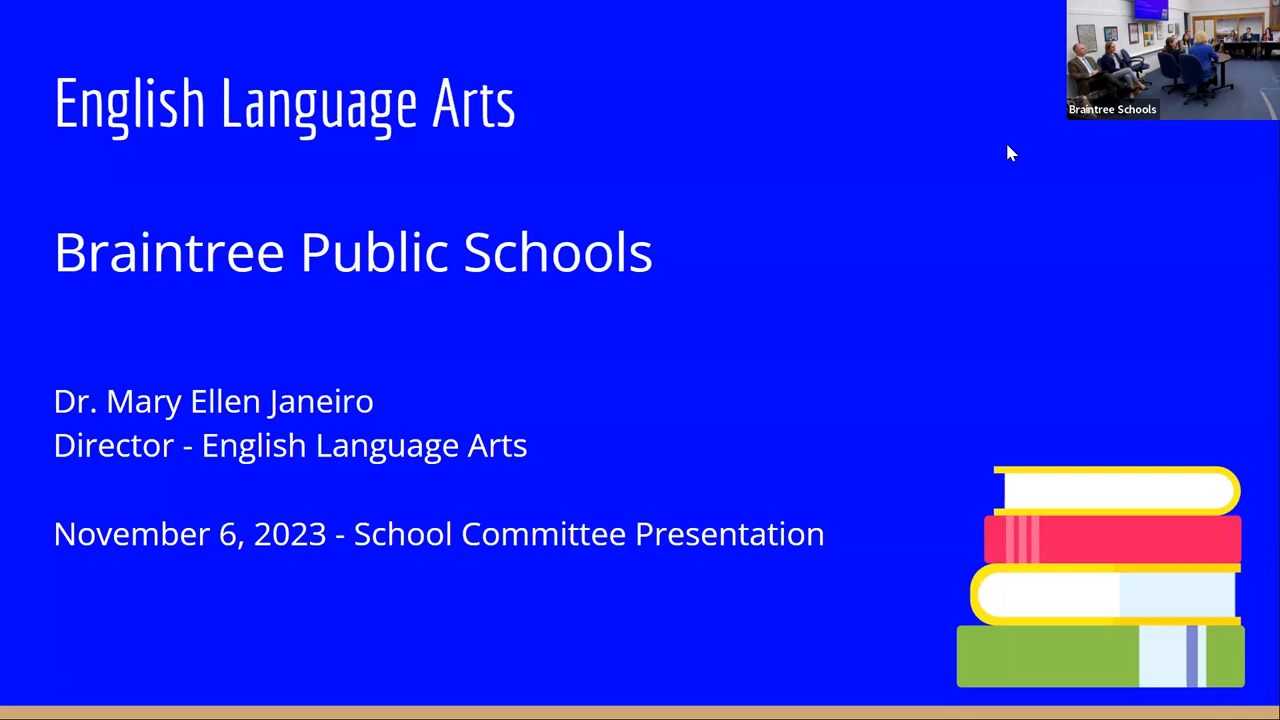 English Language Arts
Braintree Schools
Braintree Public Schools
Dr. Mary Ellen Janeiro
Director - English Language Arts
November 6, 2023 - School Committee Presentation